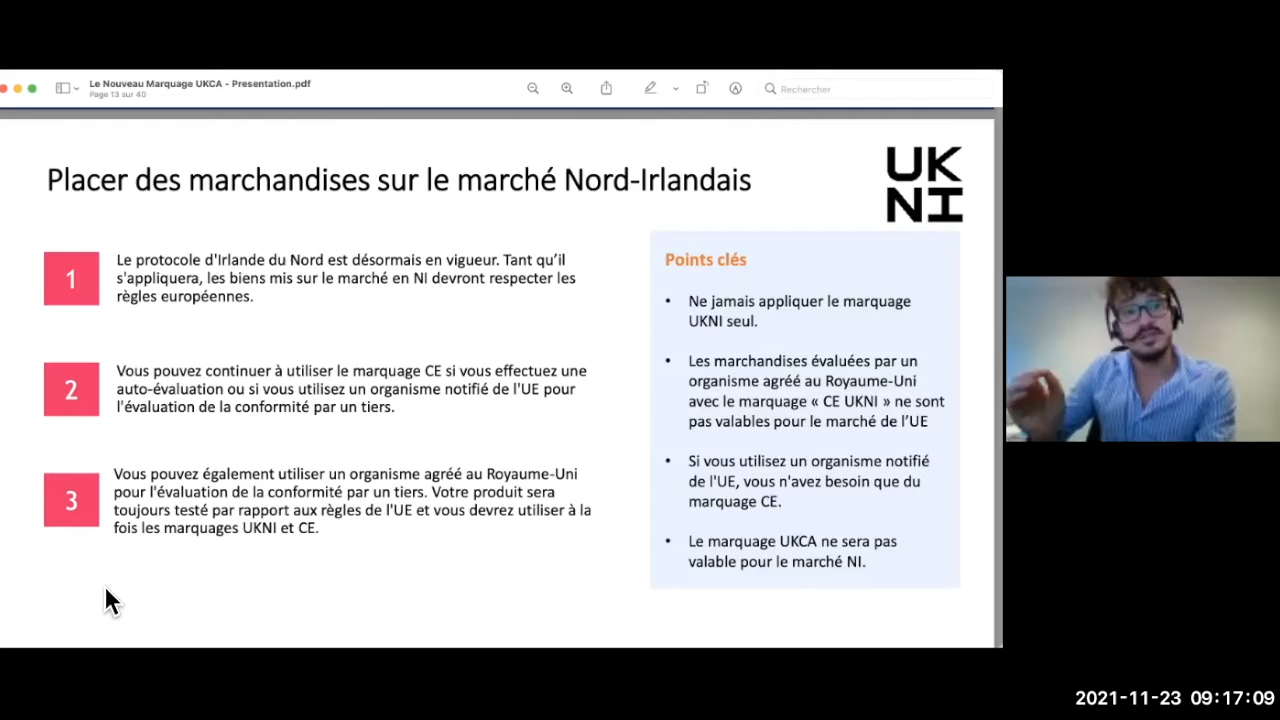 Le Nouveau Marquage UKCA - Presentation.pdf
Page 13 sur 40
Rechercher
Placer des marchandises sur le marché Nord-Irlandais
UK
NI
1
Le protocole d'Irlande du Nord est désormais en vigueur. Tant qu'il
s'appliquera, les biens mis sur le marché en NI devront respecter les
règles européennes.
2
Vous pouvez continuer à utiliser le marquage CE si vous effectuez une
auto-évaluation ou si vous utilisez un organisme notifié de l'UE pour
l'évaluation de la conformité par un tiers.
3
Vous pouvez également utiliser un organisme agréé au Royaume-Uni
pour l'évaluation de la conformité par un tiers. Votre produit sera
toujours testé par rapport aux règles de l'UE et vous devrez utiliser à la
fois les marquages UKNI et CE.
Points clés
• Ne jamais appliquer le marquage
UKNI seul.
• Les marchandises évaluées par un
organisme agréé au Royaume-Uni
avec le marquage « CE UKNI » ne sont
pas valables pour le marché de l'UE
• Si vous utilisez un organisme notifié
de l'UE, vous n'avez besoin que du
marquage CE.
• Le marquage UKCA ne sera pas
valable pour le marché NI.
2021-11-23 09:17:09